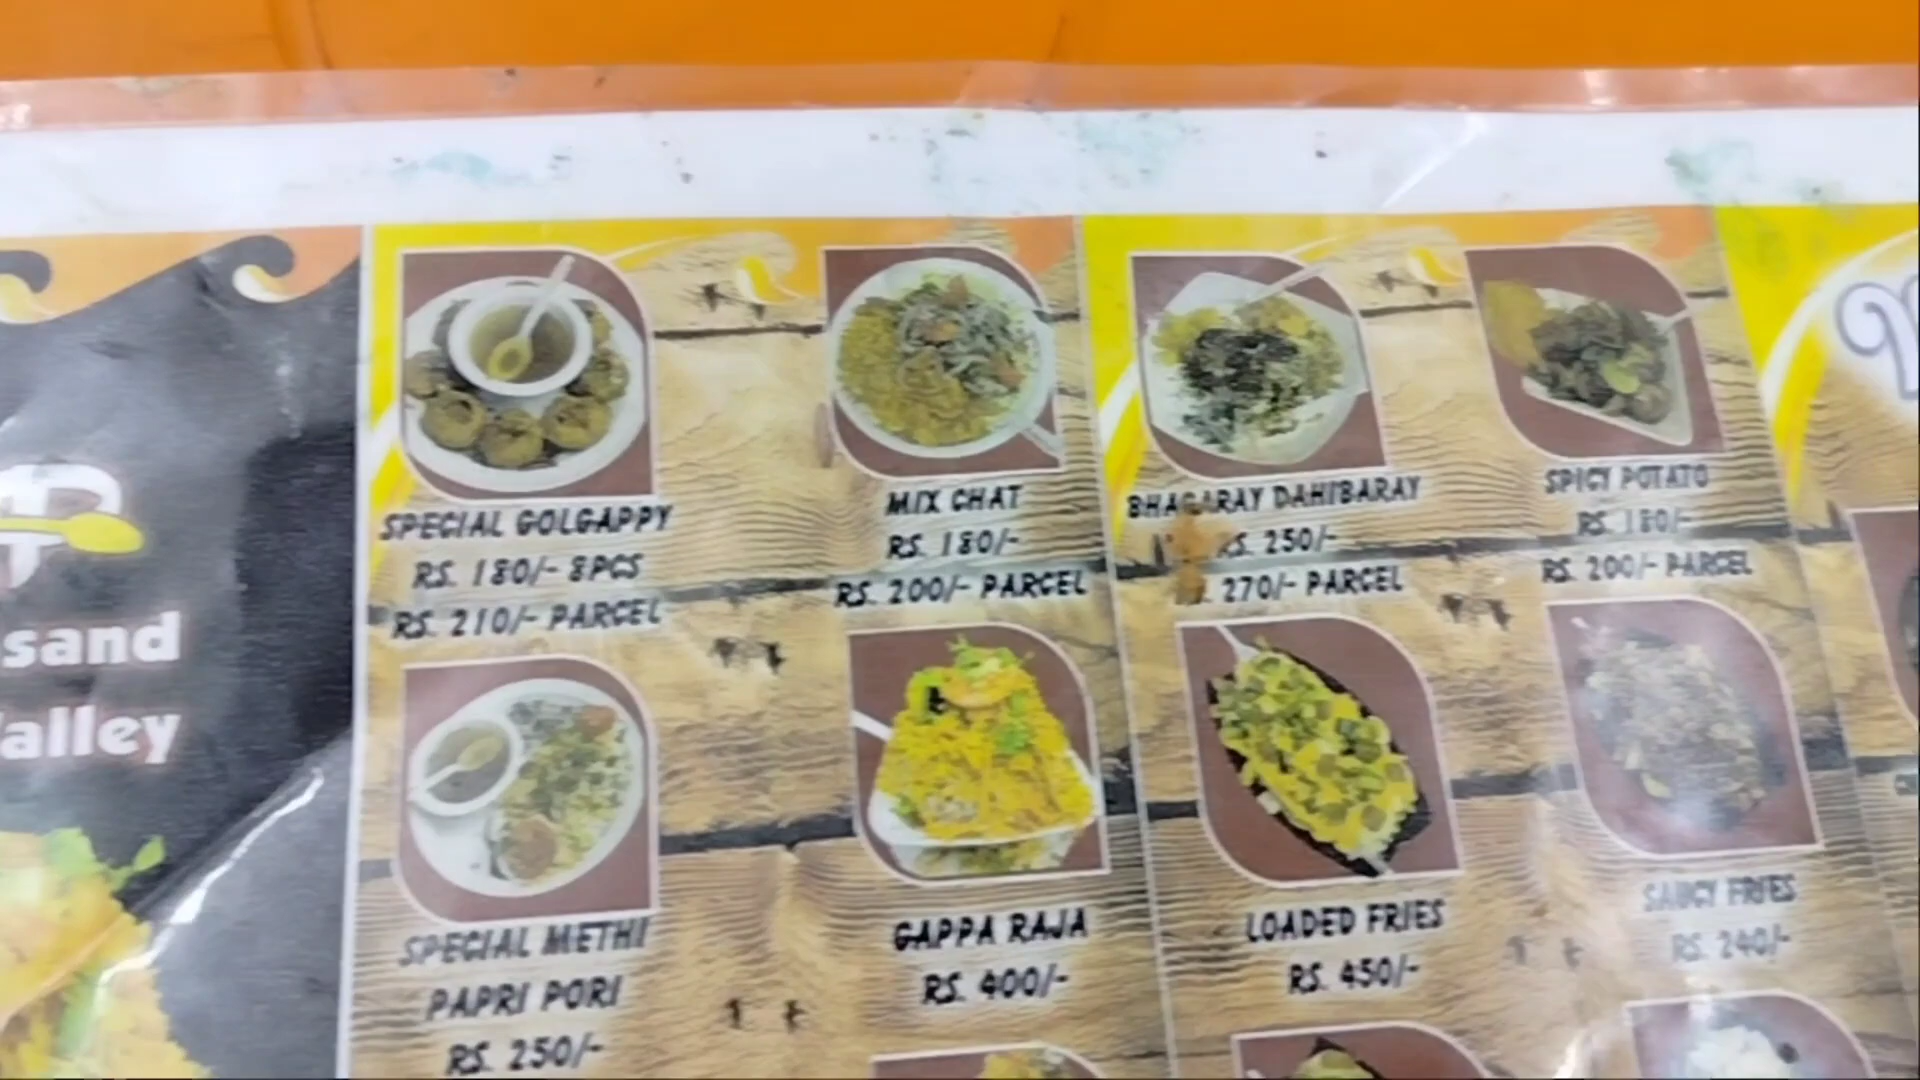 sand
alley
SPECIAL GOLGAPPY
RS. 180/- 8PCS
RS. 210/- PARCEL
MIX CHAT
RS. 180/-
RS. 200/- PARCEL
BHAGARAY DAHIBARAY
RS. 250/-
270/- PARCEL
SPICY POTATO
RS. 180/-
RS. 200/- PARCEL
SPECIAL METHI
PAPRI PORI
RS. 250/-
GAPPA RAJA
RS. 400/-
LOADED FRIES
RS. 450/-
SAUCY FRIES
RS. 240/-